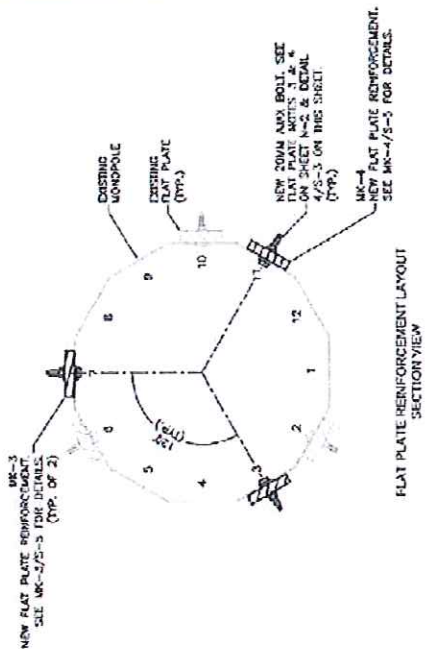 MK-3
NEW FLAT PLATE REINFORCEMENT.
SEE MK-3/S-5 FOR DETAILS.
(TYP. OF 2)
EXISTING
MONOPOLE
EXISTING
FLAT PLATE
(TYP.)
NEW 20MM AJAX BOLT. SEE
FLAT PLATE NOTES 3 & 4
ON SHEET N-2 & DETAIL
4/S-3 ON THIS SHEET.
(TYP.)
MK-4
NEW FLAT PLATE REINFORCEMENT.
SEE MK-4/S-5 FOR DETAILS.
120°
(TYP.)
1
2
3
4
5
6
7
8
9
10
11
12
FLAT PLATE REINFORCEMENT LAYOUT
SECTION VIEW